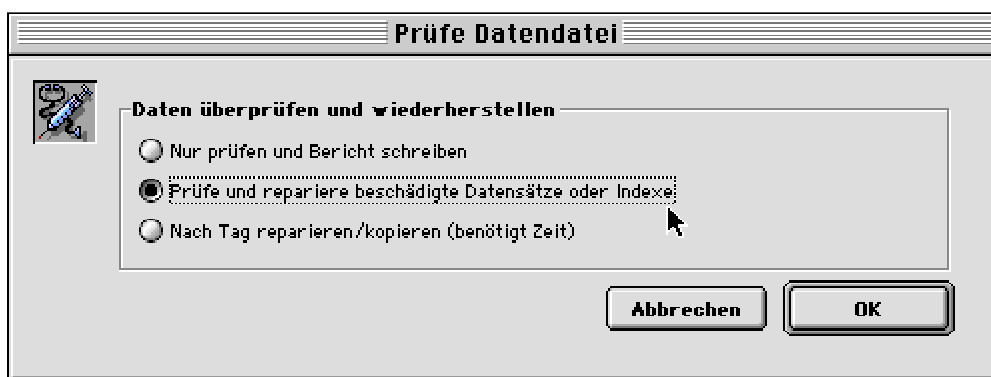 Prüfe Datendatei
Daten überprüfen und wiederherstellen
Nur prüfen und Bericht schreiben
Prüfe und repariere beschädigte Datensätze oder Indexe
Nach Tag reparieren/kopieren (benötigt Zeit)
Abbrechen OK